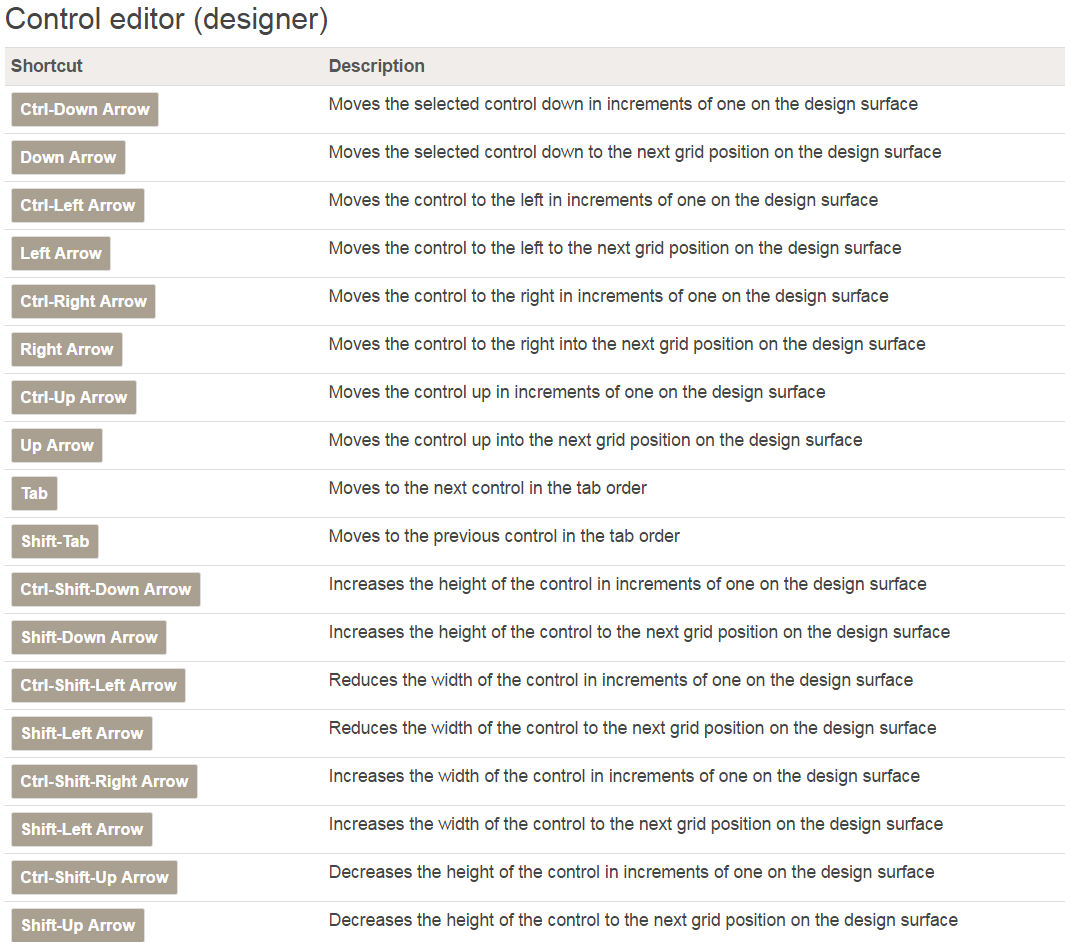 Control editor (designer)
Shortcut Description
Ctrl-Down Arrow Moves the selected control down in increments of one on the design surface
Down Arrow Moves the selected control down to the next grid position on the design surface
Ctrl-Left Arrow Moves the control to the left in increments of one on the design surface
Left Arrow Moves the control to the left to the next grid position on the design surface
Ctrl-Right Arrow Moves the control to the right in increments of one on the design surface
Right Arrow Moves the control to the right into the next grid position on the design surface
Ctrl-Up Arrow Moves the control up in increments of one on the design surface
Up Arrow Moves the control up into the next grid position on the design surface
Tab Moves to the next control in the tab order
Shift-Tab Moves to the previous control in the tab order
Ctrl-Shift-Down Arrow Increases the height of the control in increments of one on the design surface
Shift-Down Arrow Increases the height of the control to the next grid position on the design surface
Ctrl-Shift-Left Arrow Reduces the width of the control in increments of one on the design surface
Shift-Left Arrow Reduces the width of the control to the next grid position on the design surface
Ctrl-Shift-Right Arrow Increases the width of the control in increments of one on the design surface
Shift-Left Arrow Increases the width of the control to the next grid position on the design surface
Ctrl-Shift-Up Arrow Decreases the height of the control in increments of one on the design surface
Shift-Up Arrow Decreases the height of the control to the next grid position on the design surface